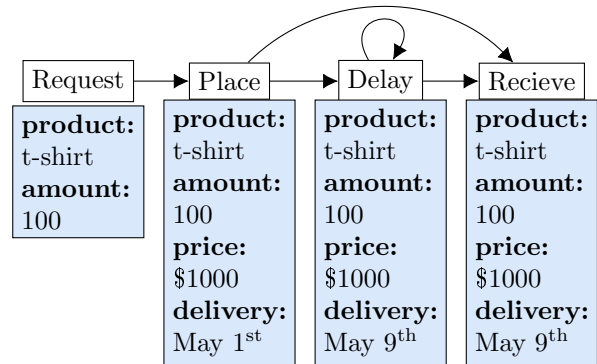 Request
Place
Delay
Recieve
product:
t-shirt
amount:
100
product:
t-shirt
amount:
100
price:
$1000
delivery:
May 1st
product:
t-shirt
amount:
100
price:
$1000
delivery:
May 9th
product:
t-shirt
amount:
100
price:
$1000
delivery:
May 9th